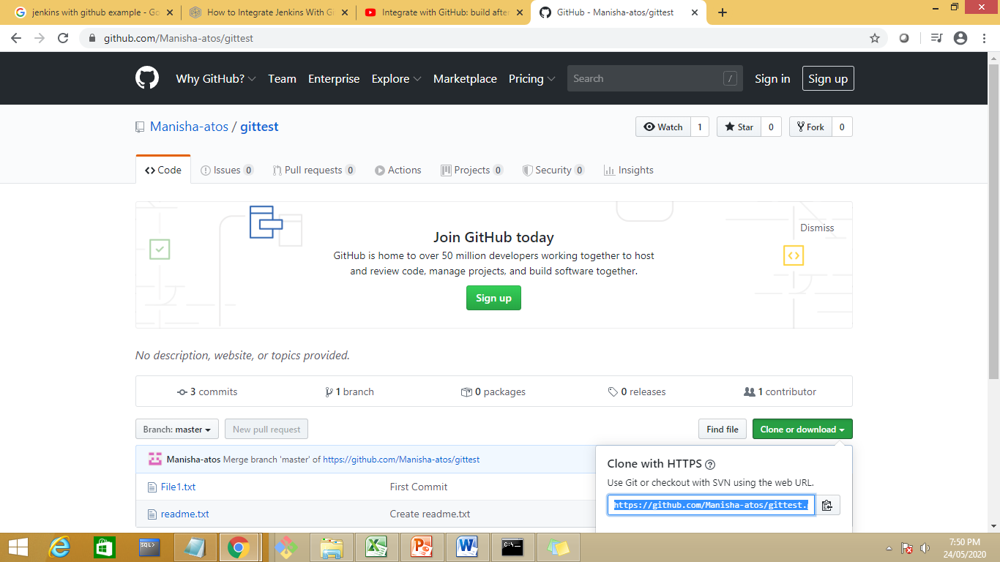 jenkins with github example - Go
How to Integrate Jenkins With Gi
Integrate with GitHub: build after
GitHub - Manisha-atos/gittest
github.com/Manisha-atos/gittest
Why GitHub? Team Enterprise Explore Marketplace Pricing Search / Sign in Sign up
Manisha-atos / gittest
Watch 1 Star 0 Fork 0
Code Issues 0 Pull requests 0 Actions Projects 0 Security 0 Insights
Dismiss
Join GitHub today
GitHub is home to over 50 million developers working together to host
and review code, manage projects, and build software together.
Sign up
No description, website, or topics provided.
3 commits 1 branch 0 packages 0 releases 1 contributor
Branch: master New pull request Find file Clone or download
Manisha-atos Merge branch 'master' of https://github.com/Manisha-atos/gittest
File1.txt First Commit
readme.txt Create readme.txt
Clone with HTTPS ?
Use Git or checkout with SVN using the web URL.
https://github.com/Manisha-atos/gittest.
SQL>
C:\_
7:50 PM
24/05/2020